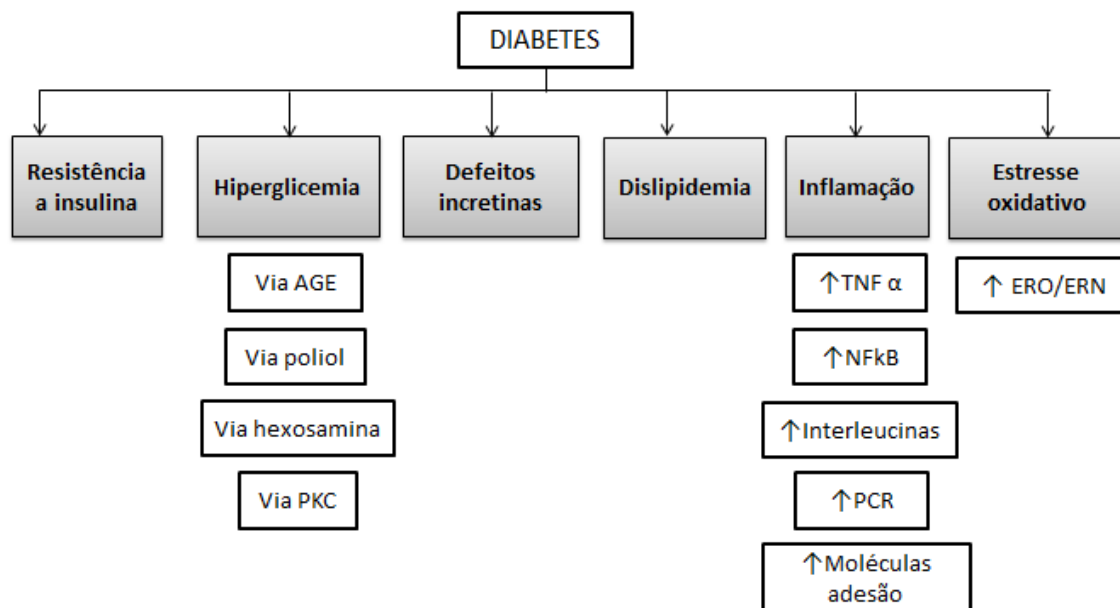 DIABETES
Resistência
a insulina
Hiperglicemia
Defeitos
incretinas
Dislipidemia
Inflamação
Estresse
oxidativo
Via AGE
Via poliol
Via hexosamina
Via PKC
↑TNF α
↑NFkB
↑Interleucinas
↑PCR
↑Moléculas
adesão
↑ ERO/ERN